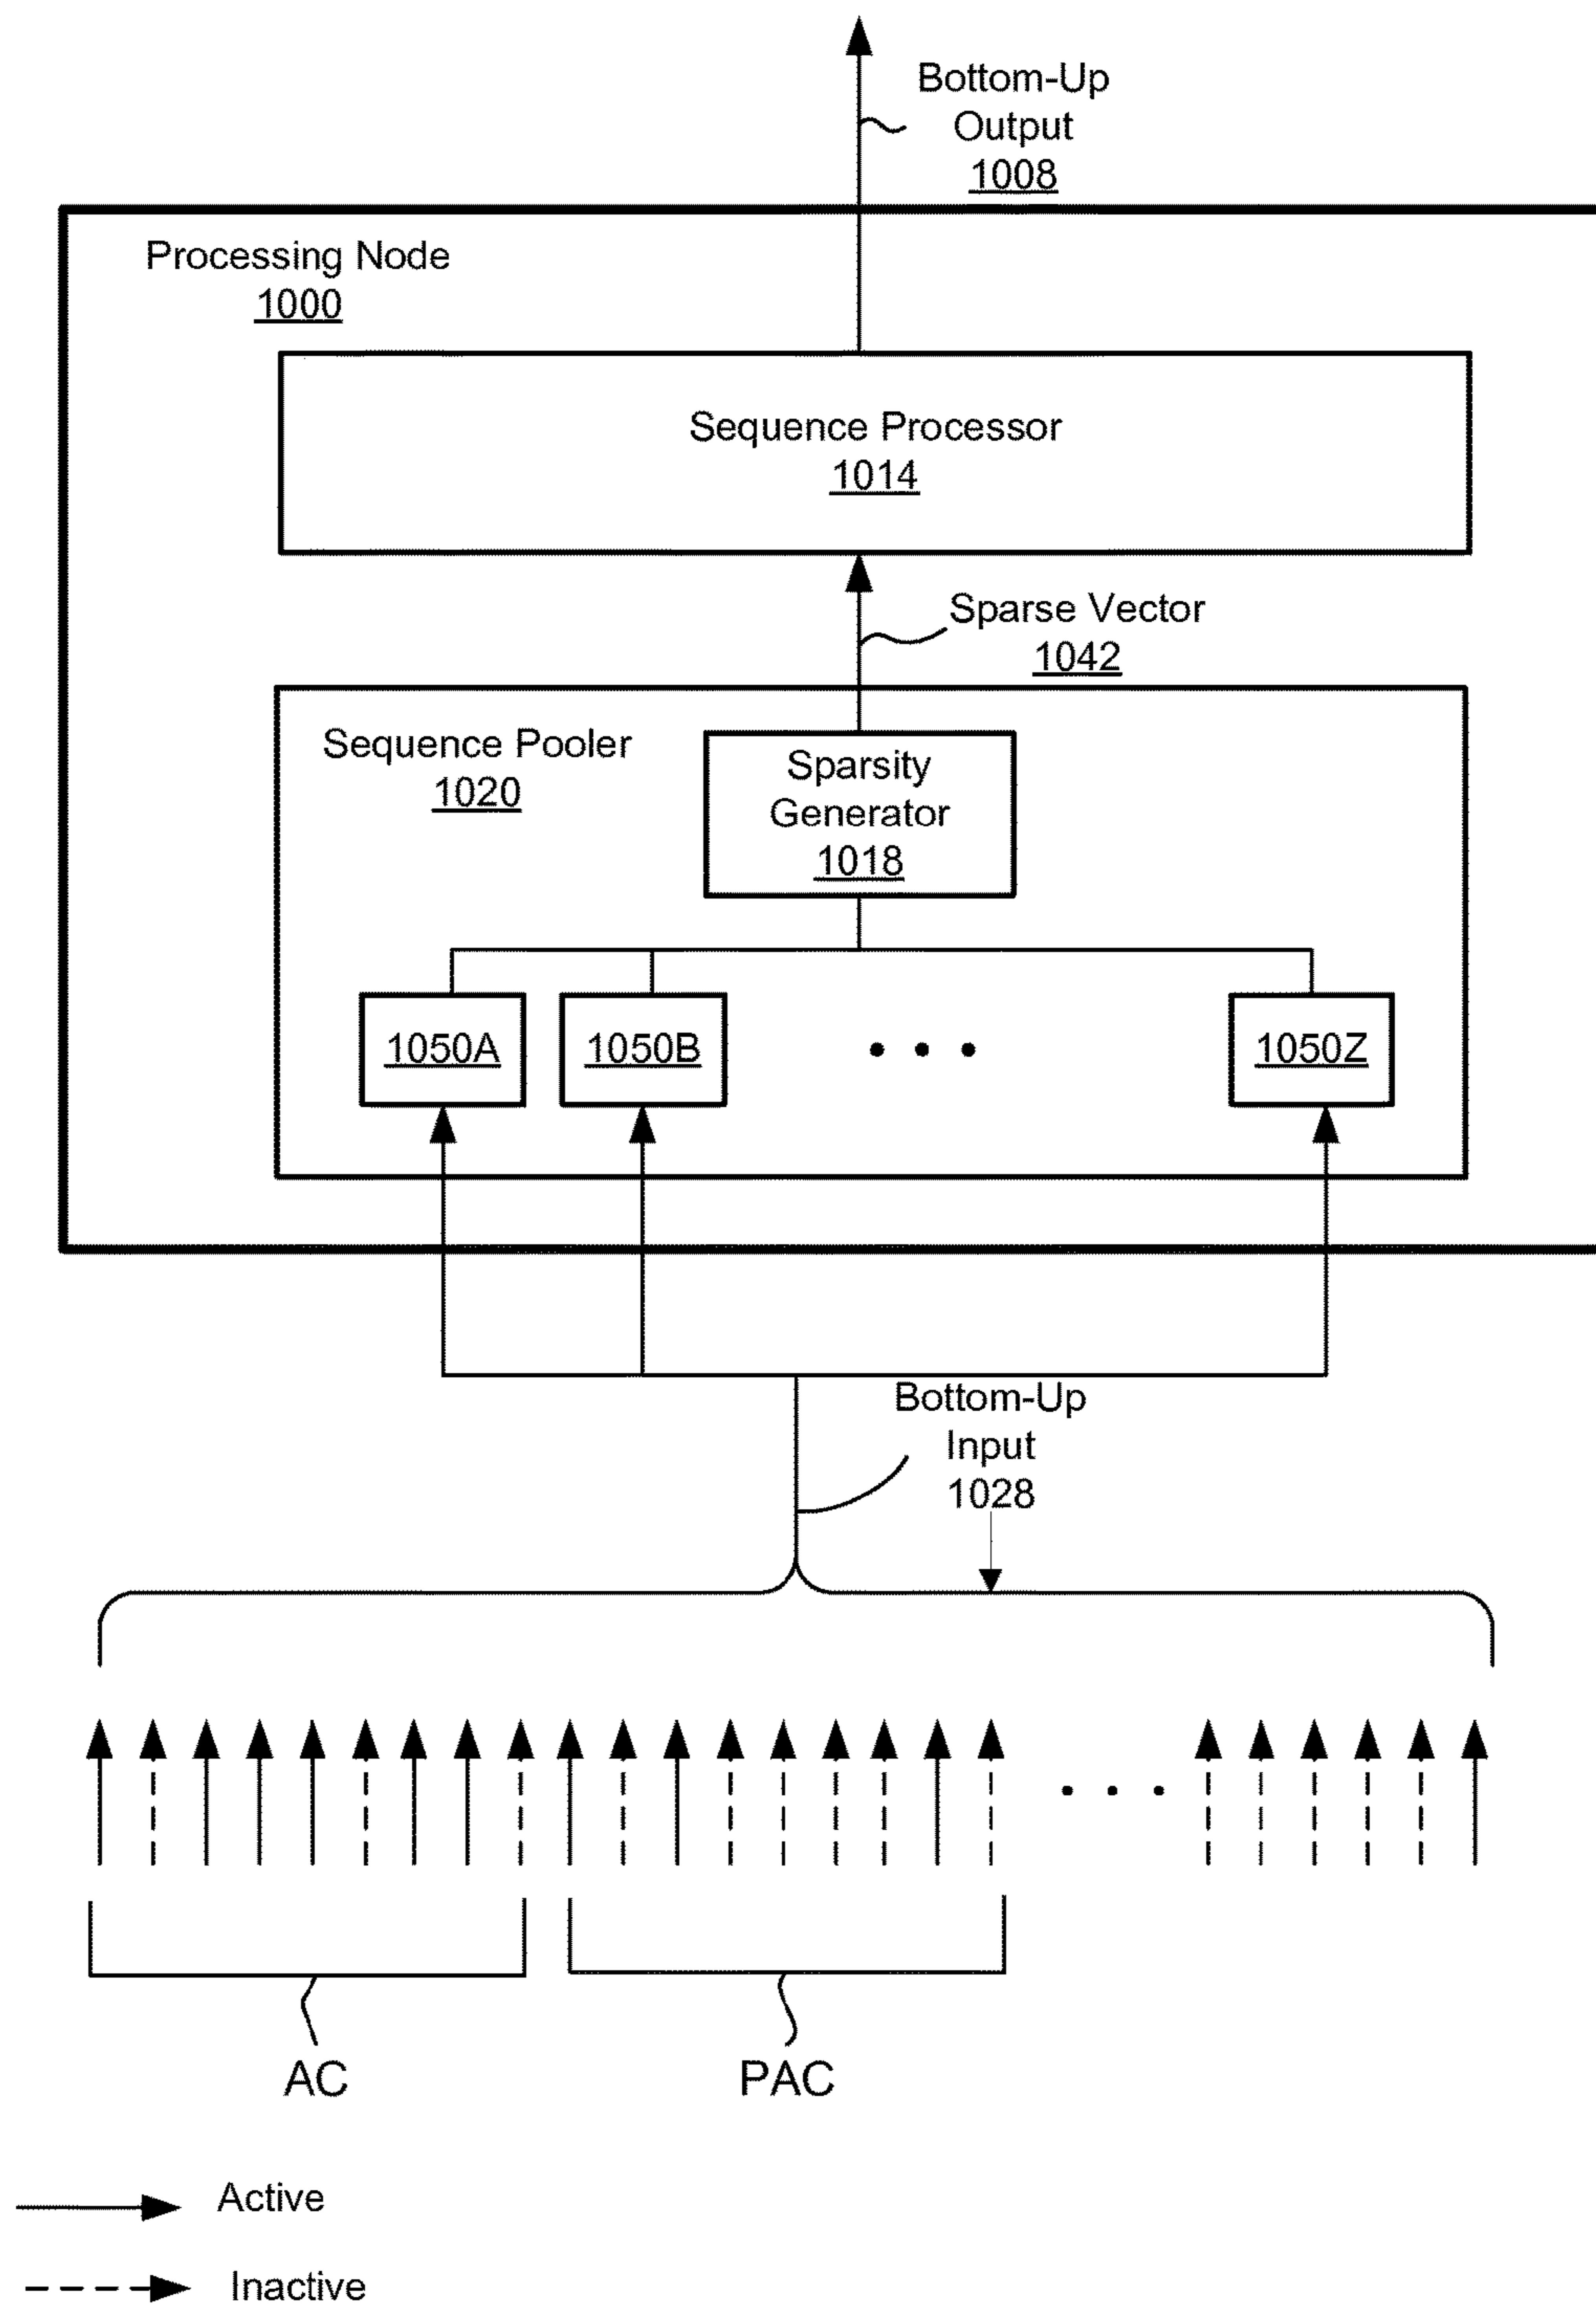 Bottom-Up
Output
1008
Processing Node
1000
Sequence Processor
1014
Sparse Vector
1042
Sequence Pooler
1020
Sparsity
Generator
1018
1050A
1050B
1050Z
Bottom-Up
Input
1028
AC
PAC
Active
Inactive